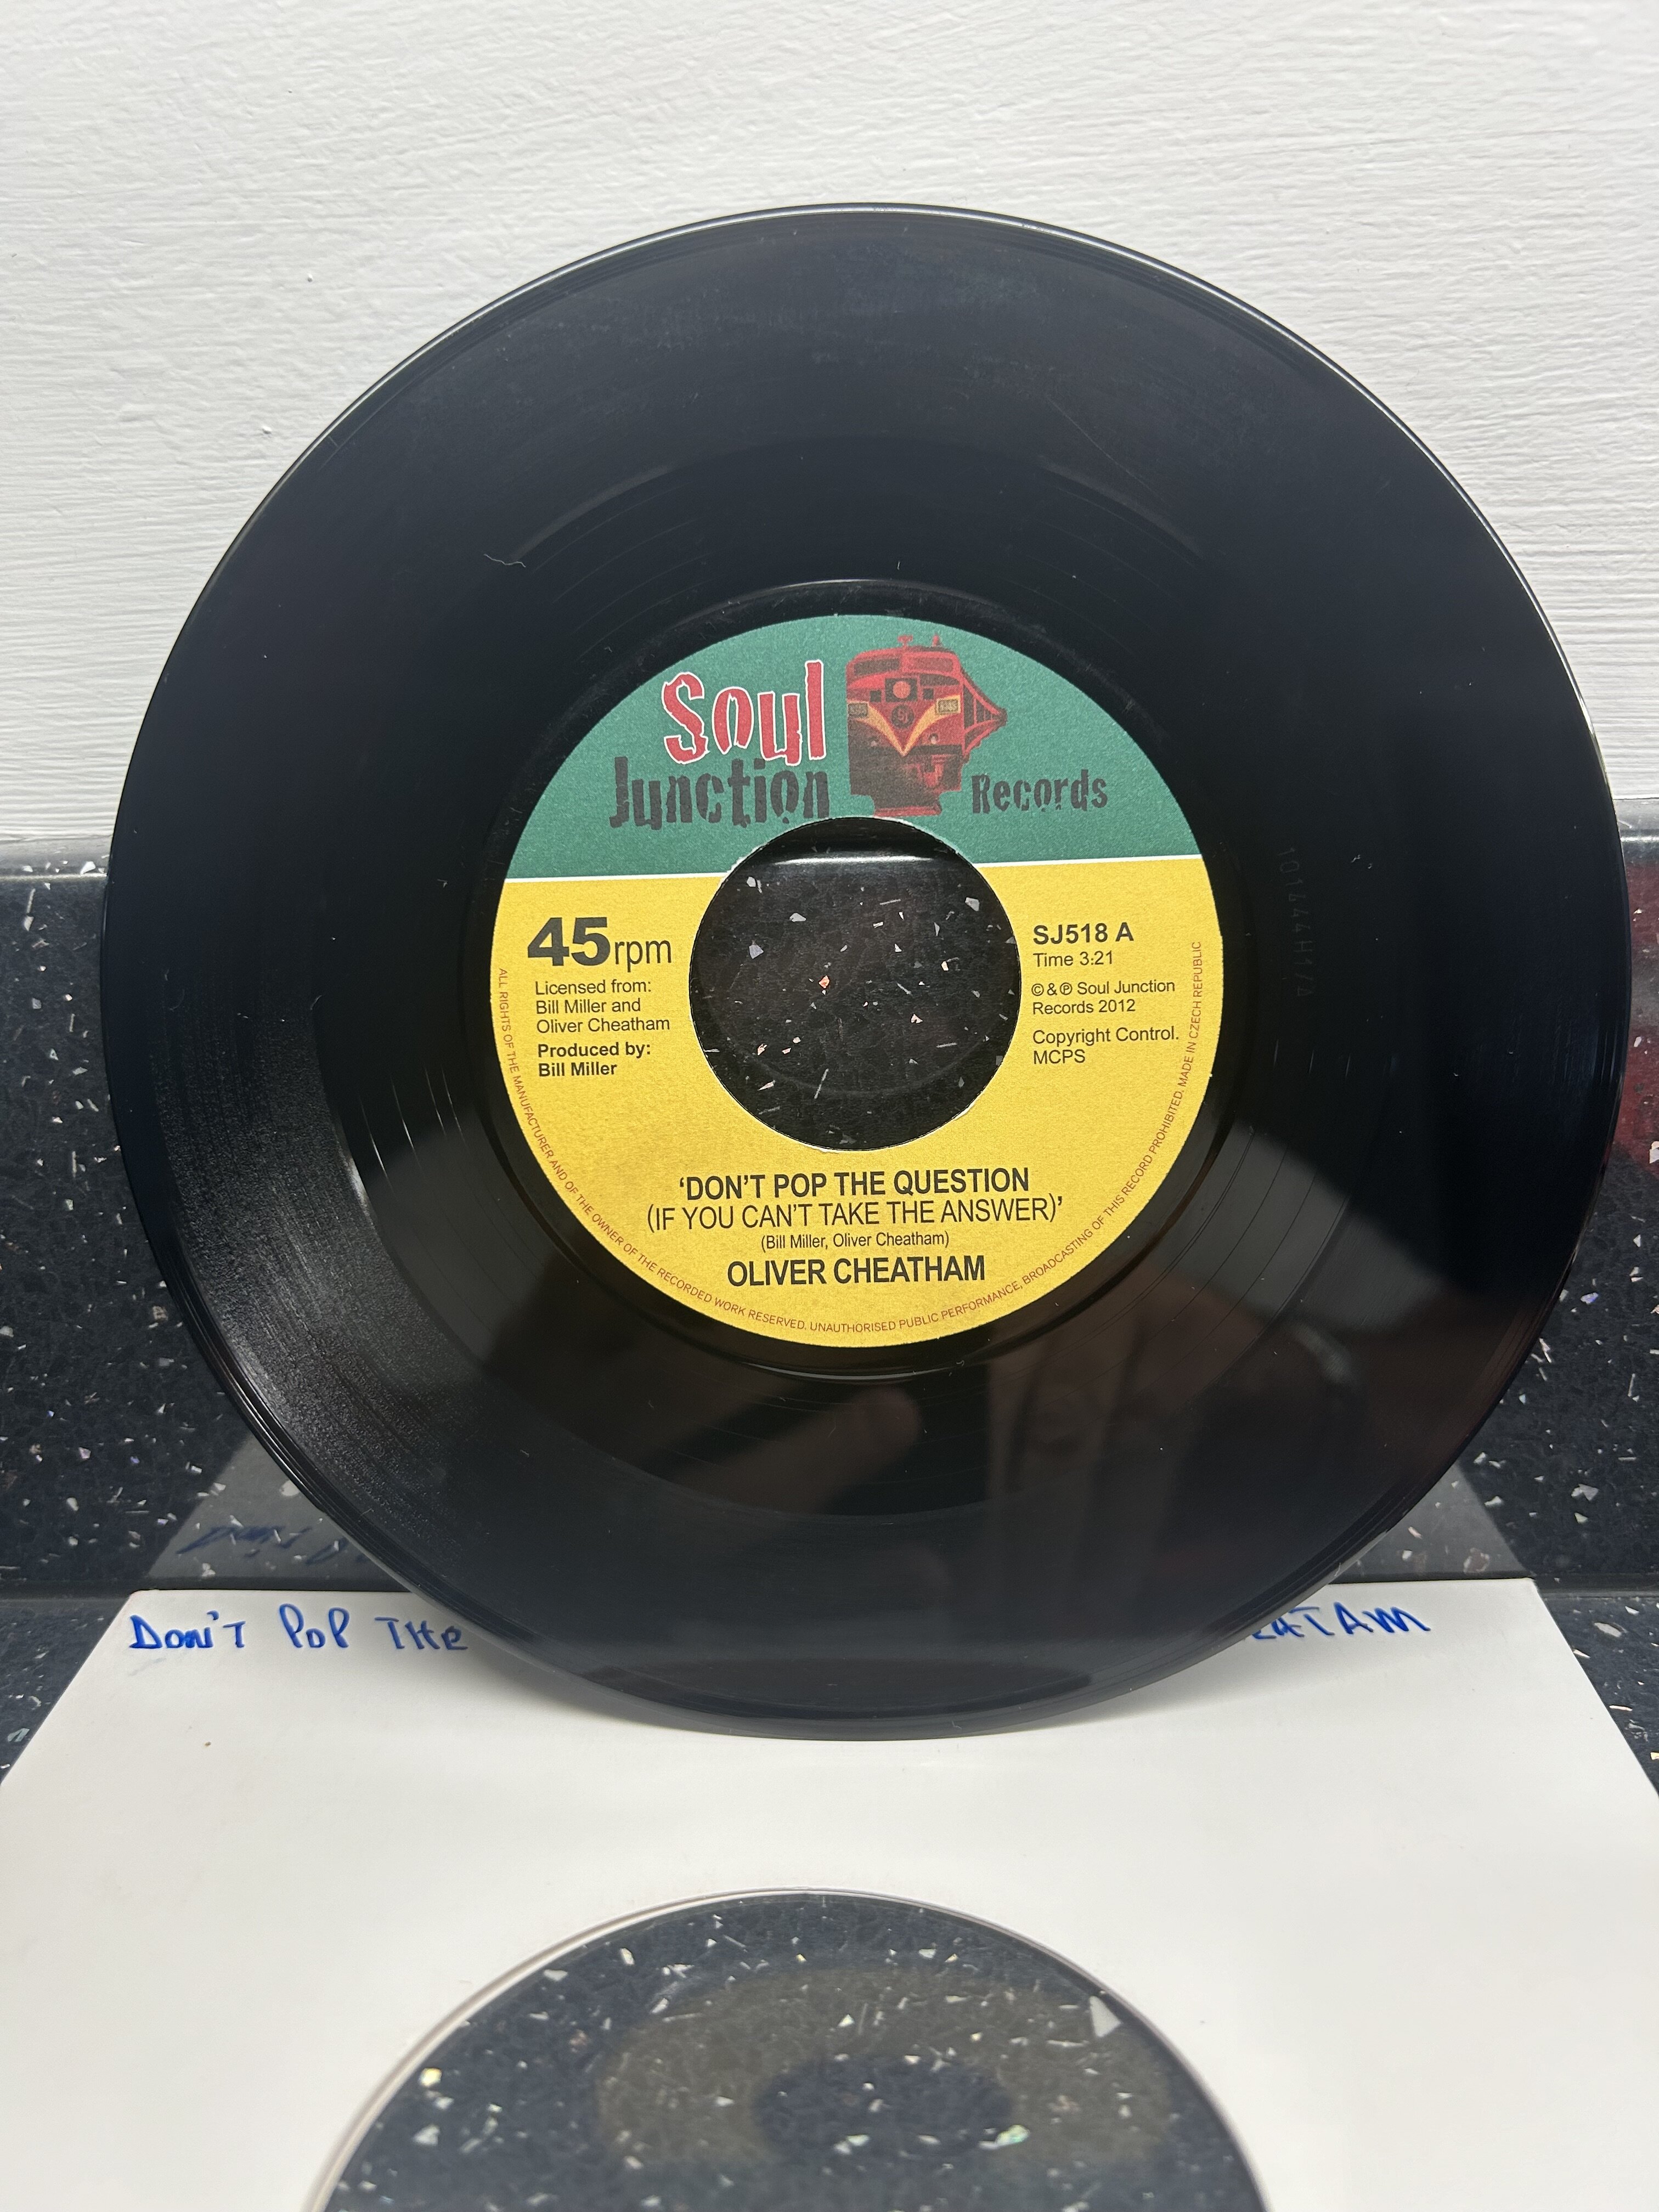 Soul
Junction Records
45rpm
Licensed from:
Bill Miller and
Oliver Cheatham
Produced by:
Bill Miller
SJ518 A
Time 3:21
© & ℗ Soul Junction
Records 2012
Copyright Control.
MCPS
‘DON’T POP THE QUESTION
(IF YOU CAN’T TAKE THE ANSWER)’
(Bill Miller, Oliver Cheatham)
OLIVER CHEATHAM
ALL RIGHTS OF THE MANUFACTURER AND OF THE OWNER OF THE RECORDED WORK RESERVED. UNAUTHORISED PUBLIC PERFORMANCE, BROADCASTING OF THIS RECORD PROHIBITED. MADE IN CZECH REPUBLIC
DON'T POP THE